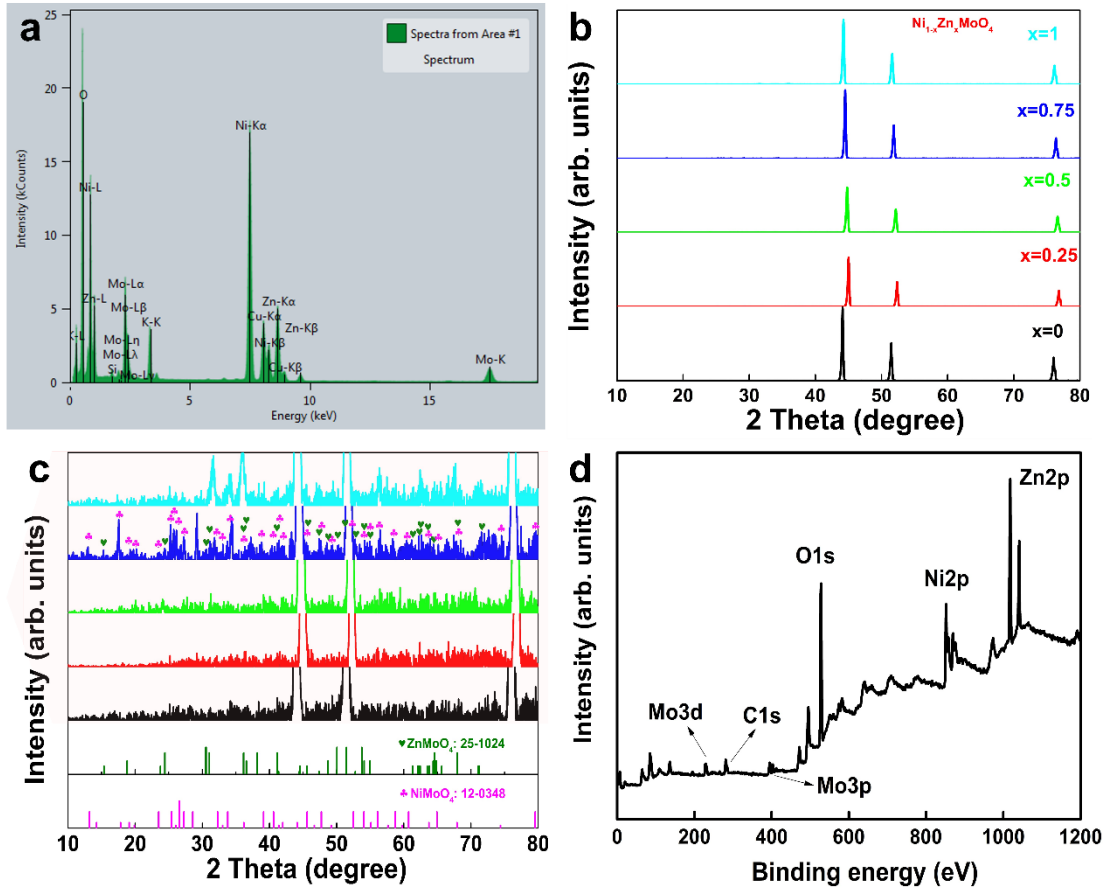 a
25
20
15
10
5
0
Intensity (kCounts)
Spectra from Area #1
Spectrum
O
Ni-L
Zn-L
K-L
Mo-Lα
Mo-Lβ
Mo-Lη
Mo-Lλ
Si
Mo-Lγ
K-K
Ni-Kα
Zn-Kα
Cu-Kα
Zn-Kβ
Ni-Kβ
Cu-Kβ
Mo-K
0 5 10 15
Energy (keV)
b
Ni1-xZnxMoO4
x=1
x=0.75
x=0.5
x=0.25
x=0
Intensity (arb. units)
10 20 30 40 50 60 70 80
2 Theta (degree)
c
Intensity (arb. units)
♥ZnMoO4: 25-1024
♣NiMoO4: 12-0348
10 20 30 40 50 60 70 80
2 Theta (degree)
d
Intensity (arb. units)
Zn2p
O1s
Ni2p
Mo3d
C1s
Mo3p
0 200 400 600 800 1000 1200
Binding energy (eV)